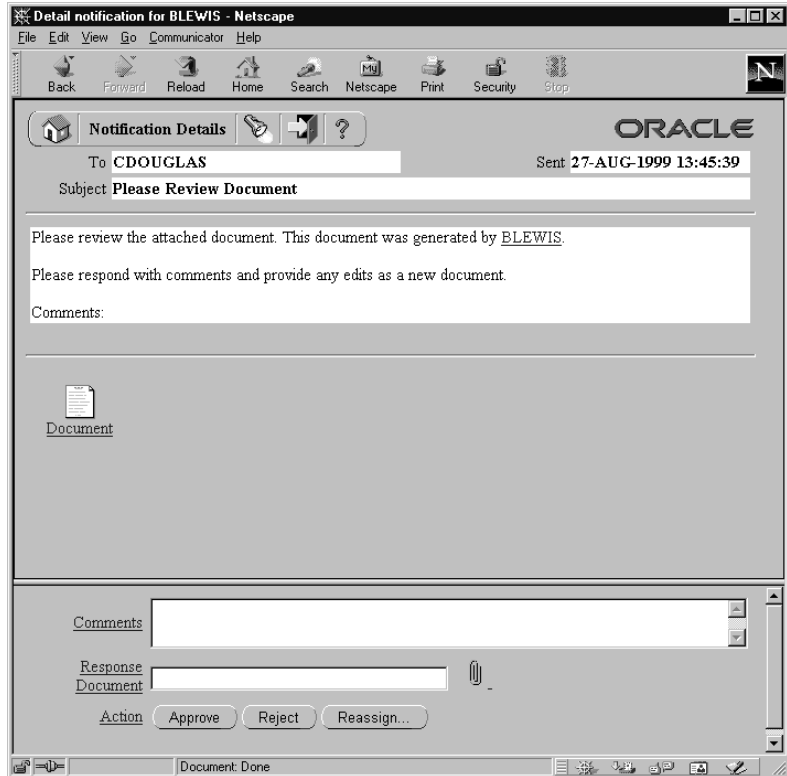 Detail notification for BLEWIS - Netscape
File Edit View Go Communicator Help
My
N
Back Forward Reload Home Search Netscape Print Security Stop
Notification Details ? ORACLE
To CDOUGLAS Sent 27-AUG-1999 13:45:39
Subject Please Review Document
Please review the attached document. This document was generated by BLEWIS.
Please respond with comments and provide any edits as a new document.
Comments:
Document
Comments
Response
Document
Action Approve Reject Reassign...
Document: Done